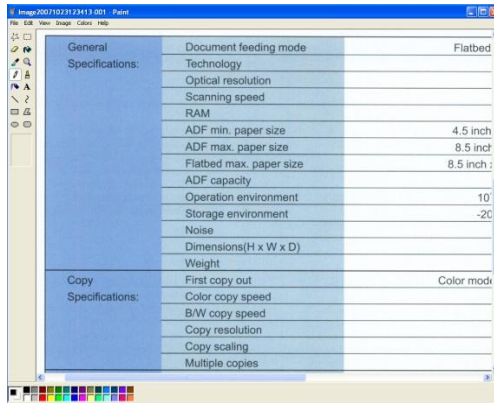 Image20071023123413-001 - Paint
File Edit View Image Colors Help
General Document feeding mode Flatbed
Specifications: Technology
Optical resolution
Scanning speed
RAM
ADF min. paper size 4.5 inch
ADF max. paper size 8.5 inch
Flatbed max. paper size 8.5 inch
ADF capacity
Operation environment 10
Storage environment -20
Noise
Dimensions(H x W x D)
Weight
Copy First copy out Color mode
Specifications: Color copy speed
B/W copy speed
Copy resolution
Copy scaling
Multiple copies